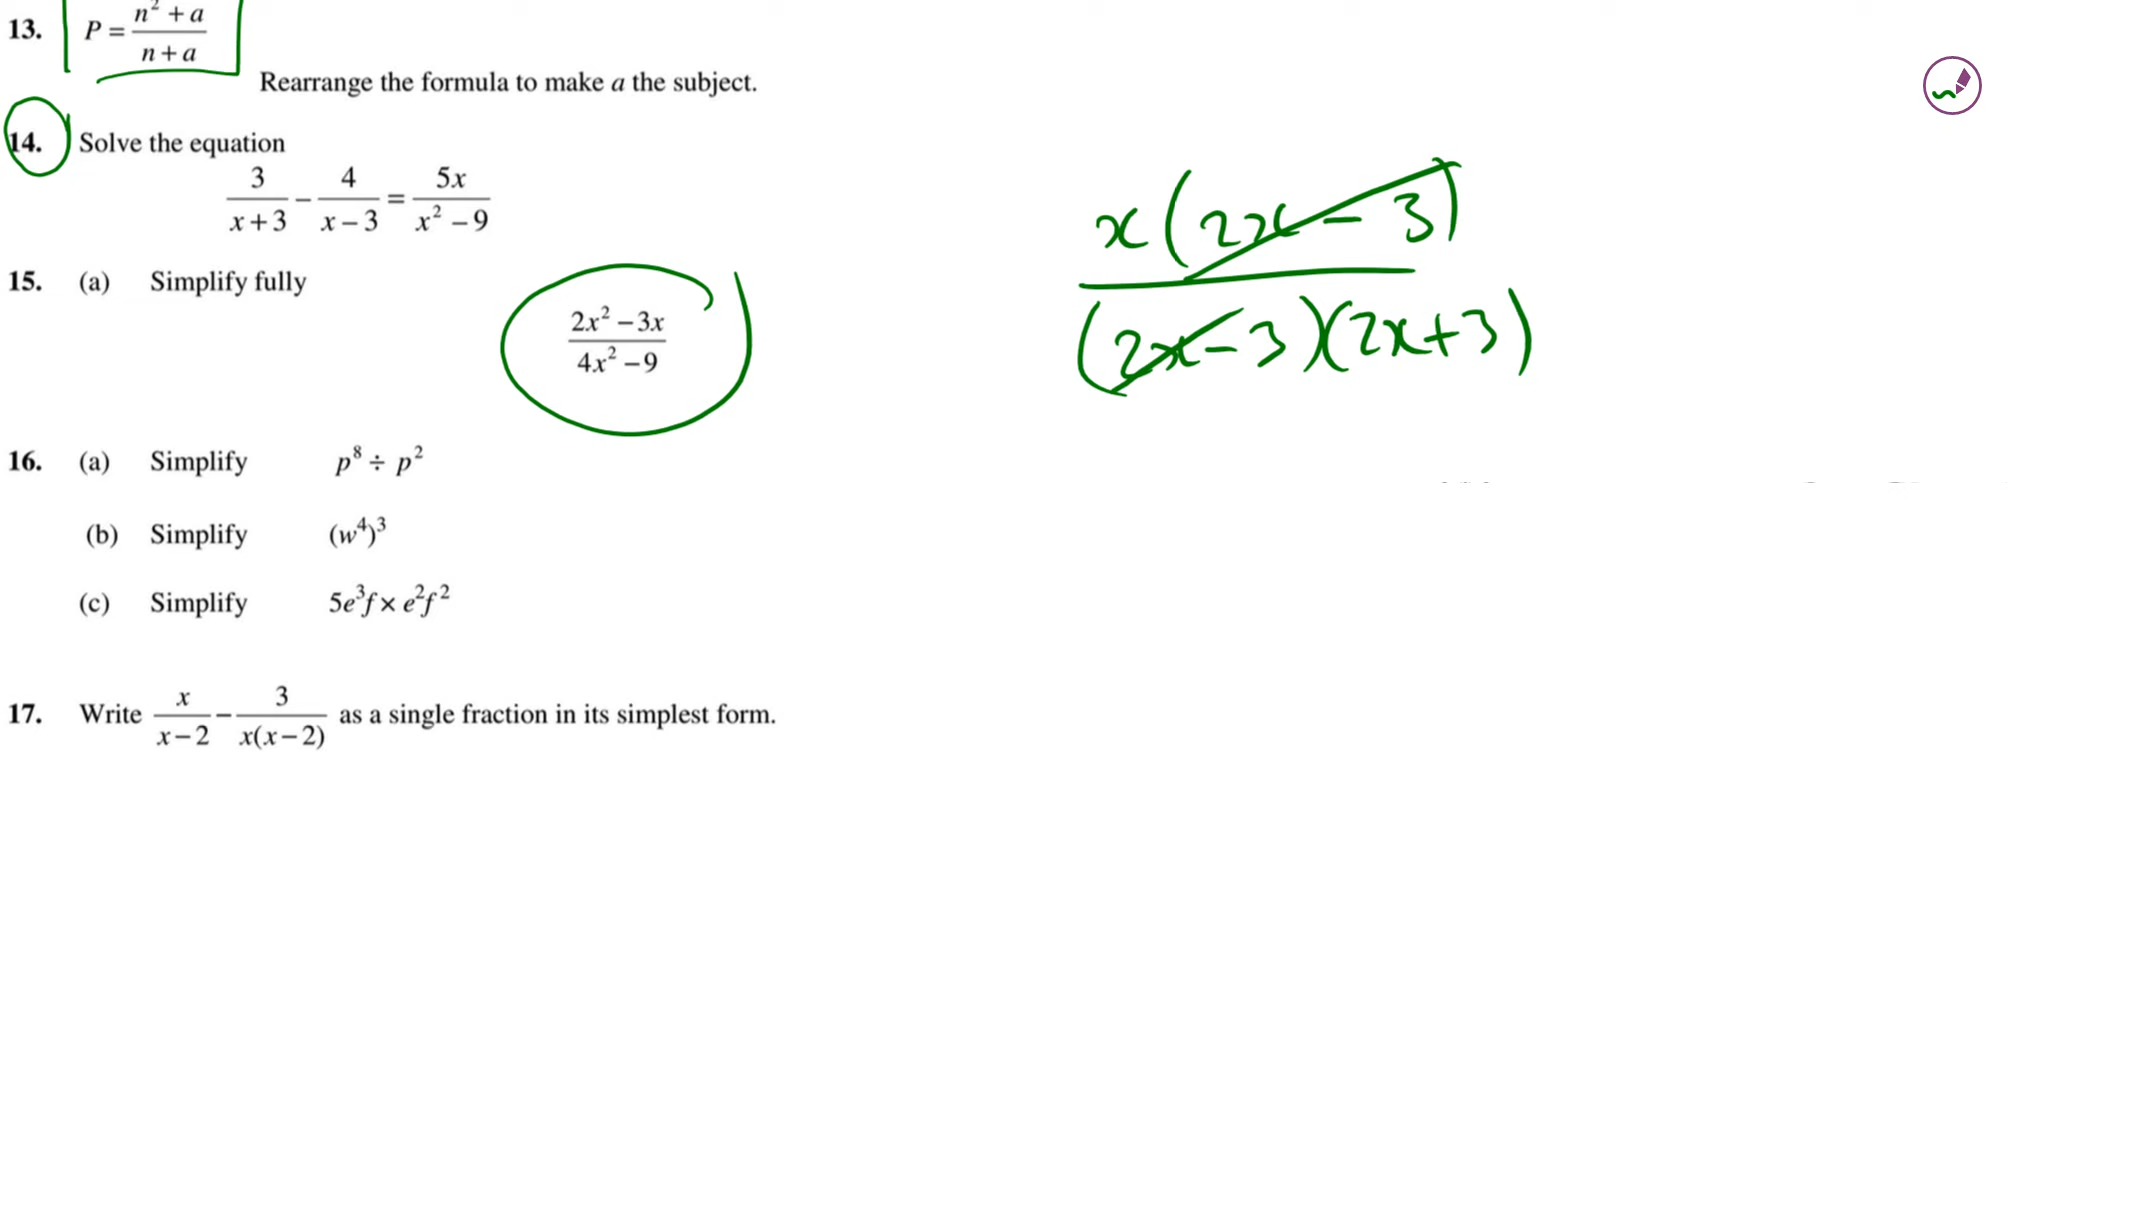 13. P = (n² + a)/(n + a)
Rearrange the formula to make a the subject.
14. Solve the equation
3/(x + 3) − 4/(x − 3) = 5x/(x² − 9)
15. (a) Simplify fully
(2x² − 3x)/(4x² − 9)
x(2x − 3)/((2x − 3)(2x + 3))
16. (a) Simplify p⁸ ÷ p²
(b) Simplify (w⁴)³
(c) Simplify 5e³f × e²f²
17. Write x/(x − 2) − 3/(x(x − 2)) as a single fraction in its simplest form.